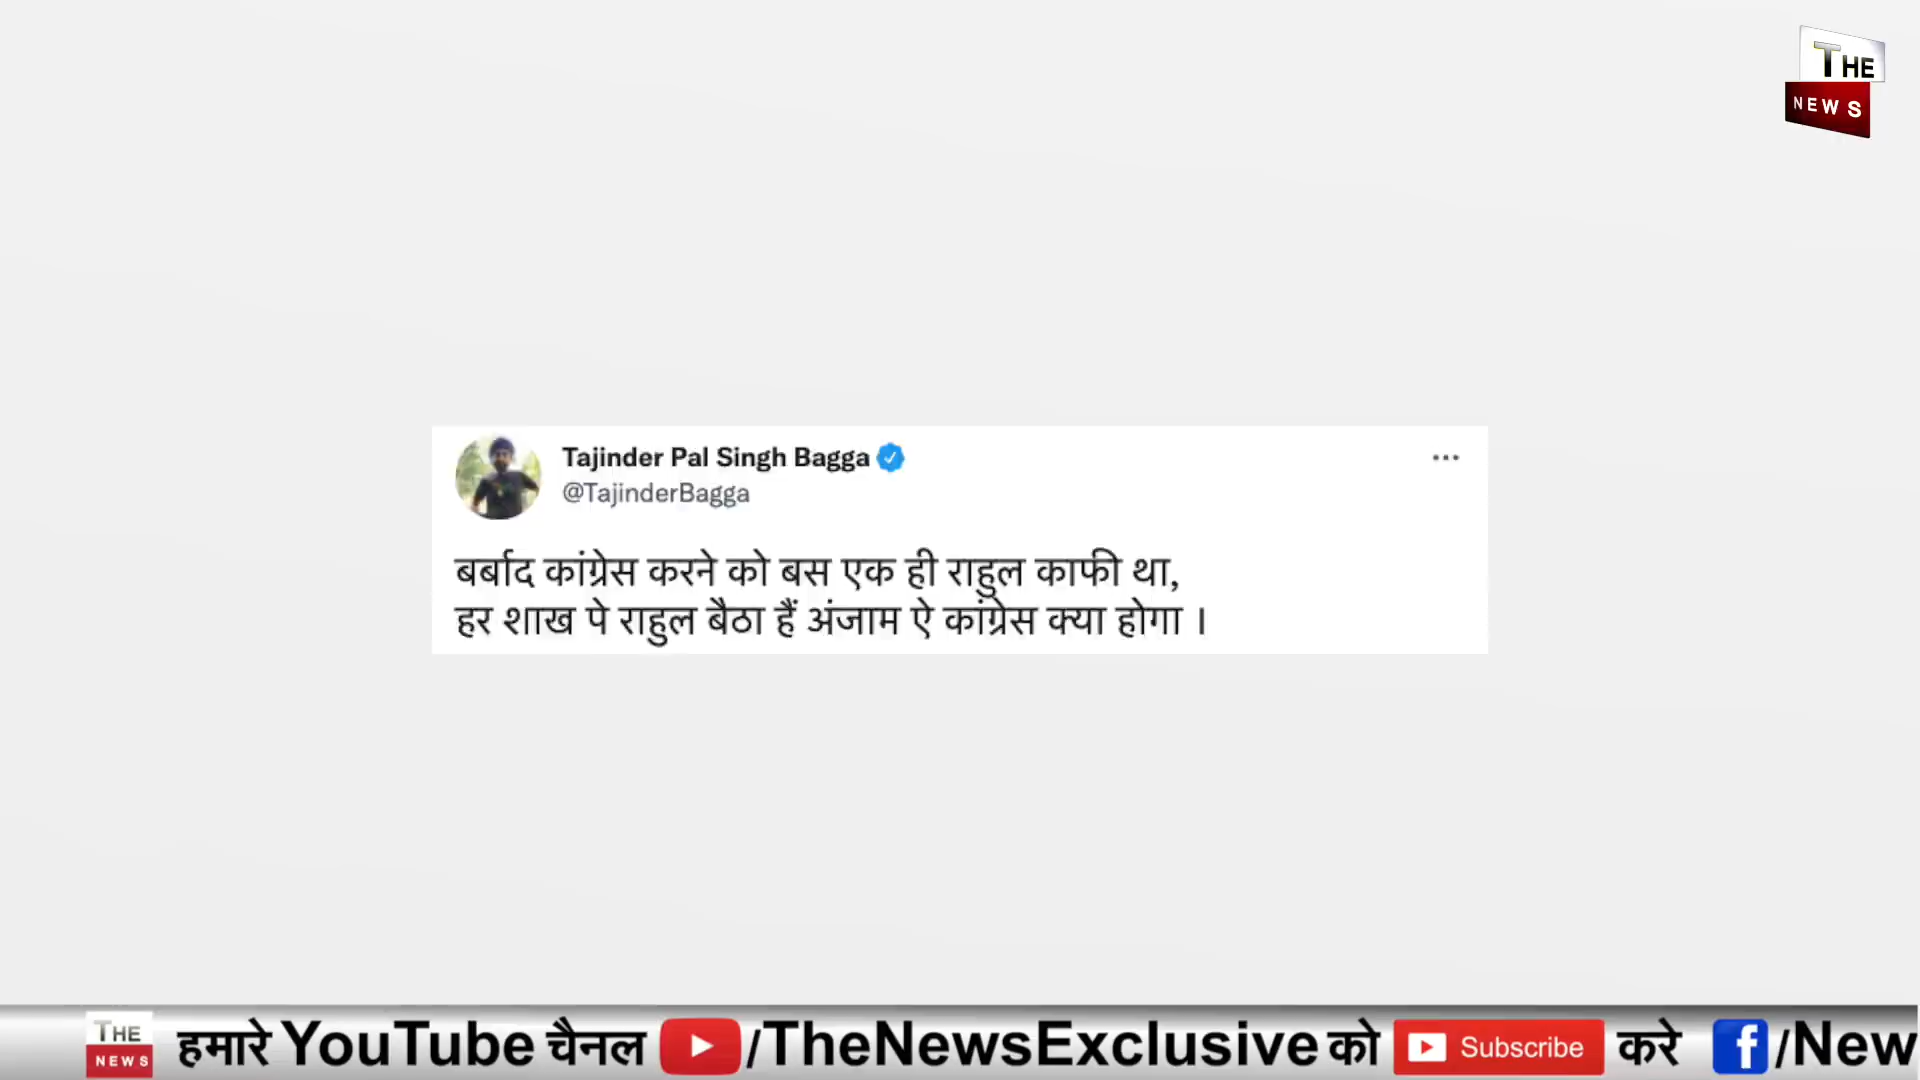 THE
NEWS
Tajinder Pal Singh Bagga
@TajinderBagga
बर्बाद कांग्रेस करने को बस एक ही राहुल काफी था,
हर शाख पे राहुल बैठा हैं अंजाम ऐ कांग्रेस क्या होगा ।
THE
NEWS
हमारे YouTube चैनल /TheNewsExclusive को Subscribe करे f/New